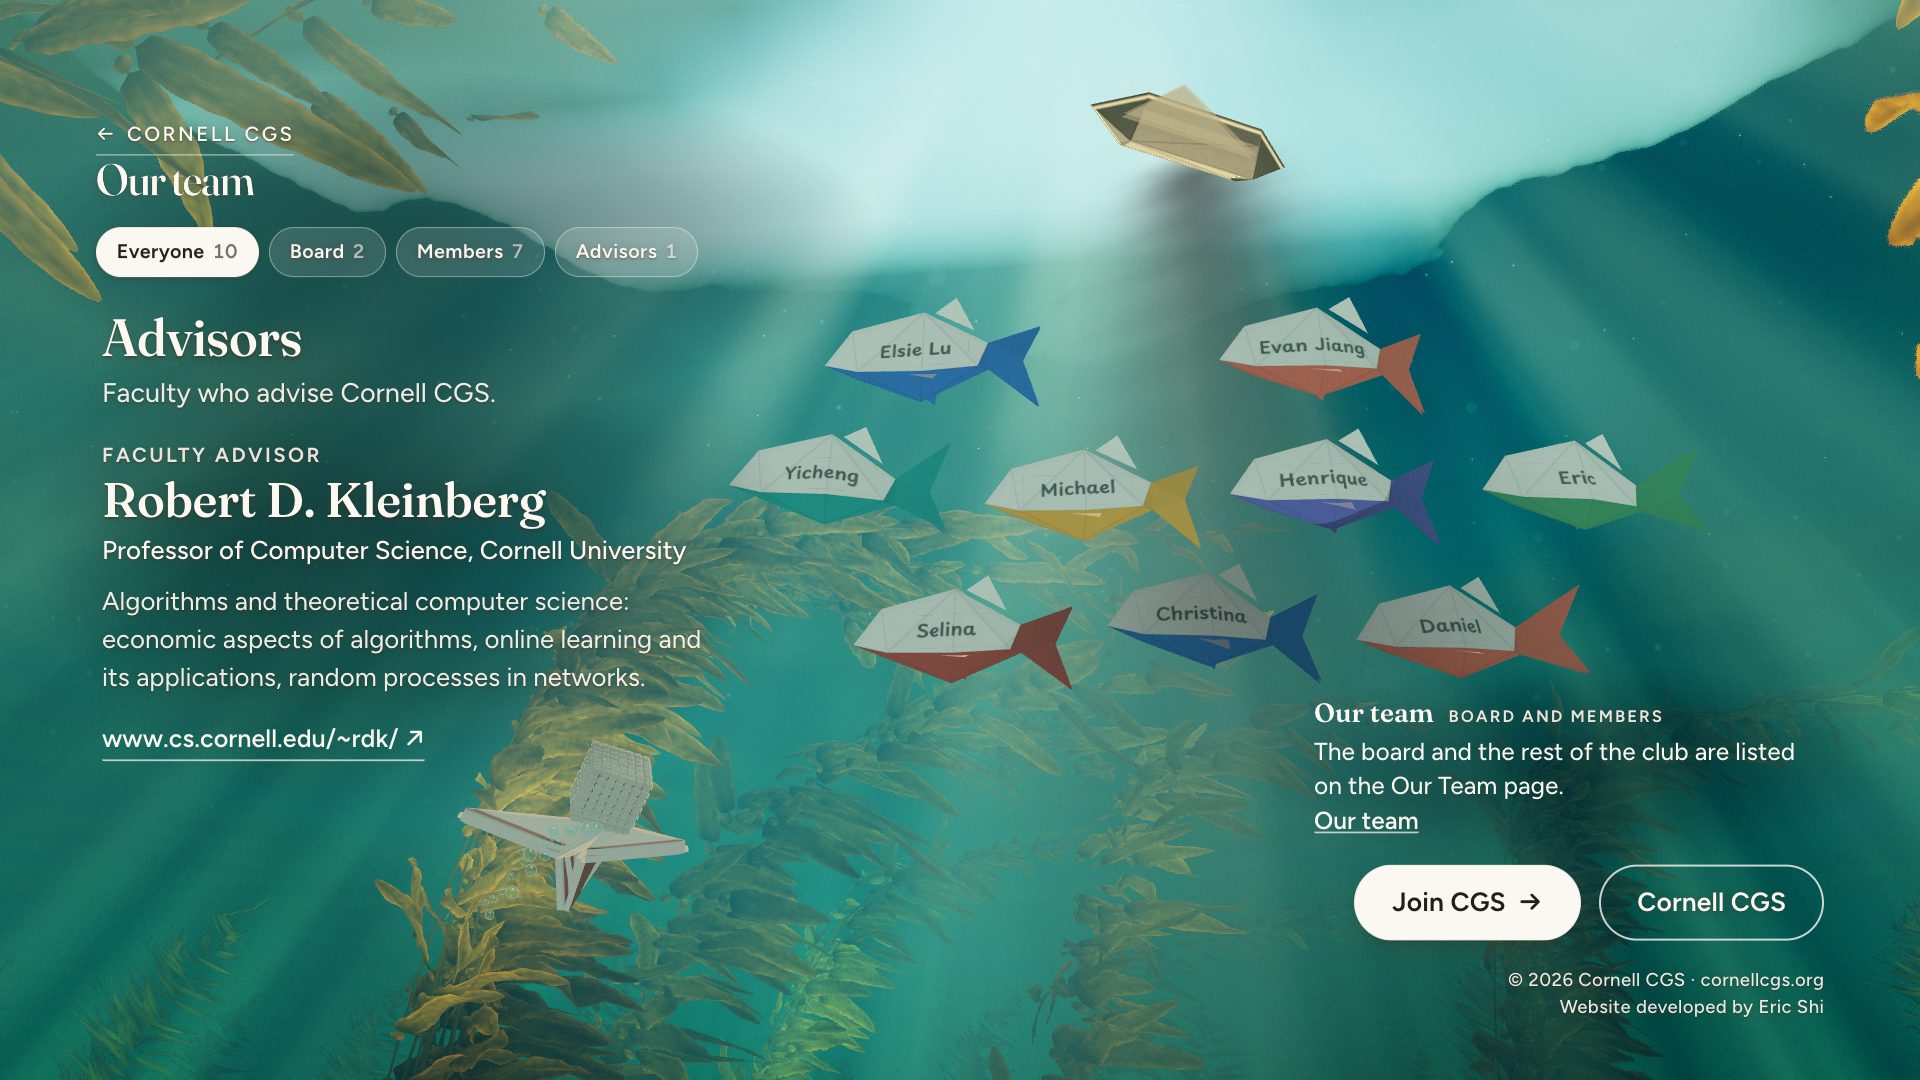 ← CORNELL CGS
Our team
Everyone 10
Board 2
Members 7
Advisors 1
Advisors
Faculty who advise Cornell CGS.
FACULTY ADVISOR
Robert D. Kleinberg
Professor of Computer Science, Cornell University
Algorithms and theoretical computer science:
economic aspects of algorithms, online learning and
its applications, random processes in networks.
www.cs.cornell.edu/~rdk/ ↗
Elsie Lu
Evan Jiang
Yicheng
Michael
Henrique
Eric
Selina
Christina
Daniel
Our team BOARD AND MEMBERS
The board and the rest of the club are listed
on the Our Team page.
Our team
Join CGS →
Cornell CGS
© 2026 Cornell CGS · cornellcgs.org
Website developed by Eric Shi